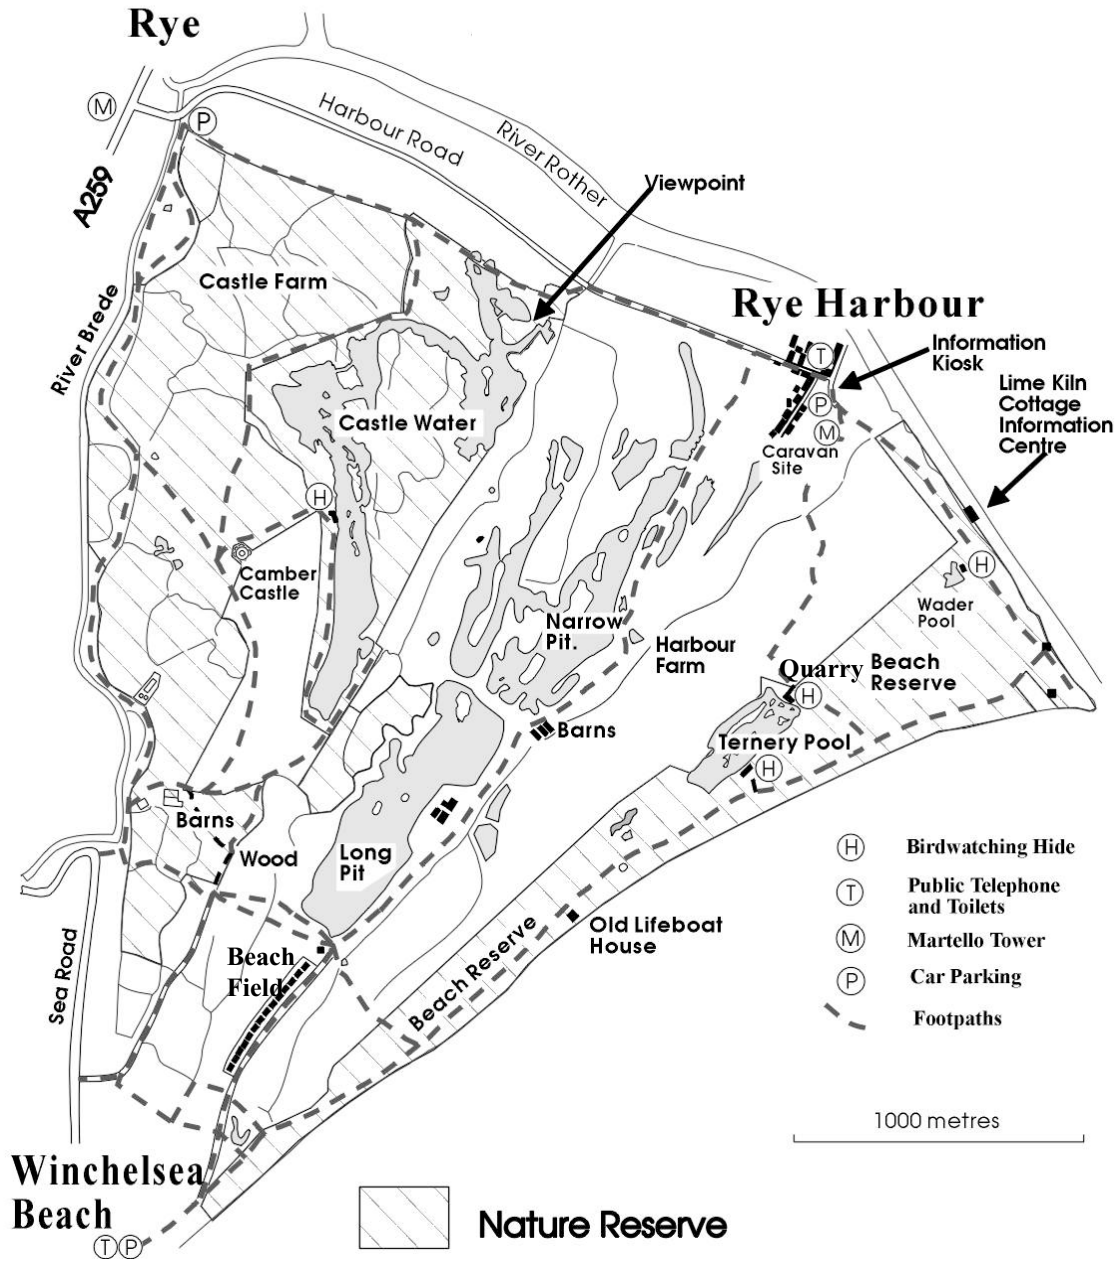 Rye
M
P
Harbour Road
River Rother
A259
Viewpoint
Castle Farm
River Brede
Rye Harbour
T
Information
Kiosk
Lime Kiln
Cottage
Information
Centre
P
M
Caravan
Site
Castle Water
H
Camber
Castle
H
Wader
Pool
Narrow
Pit.
Harbour
Farm
Quarry
Beach
Reserve
H
Barns
Ternery Pool
H
Barns
Wood
Long
Pit
Old Lifeboat
House
Beach
Field
Sea Road
Beach Reserve
H Birdwatching Hide
T Public Telephone
and Toilets
M Martello Tower
P Car Parking
Footpaths
1000 metres
Winchelsea
Beach
T P
Nature Reserve